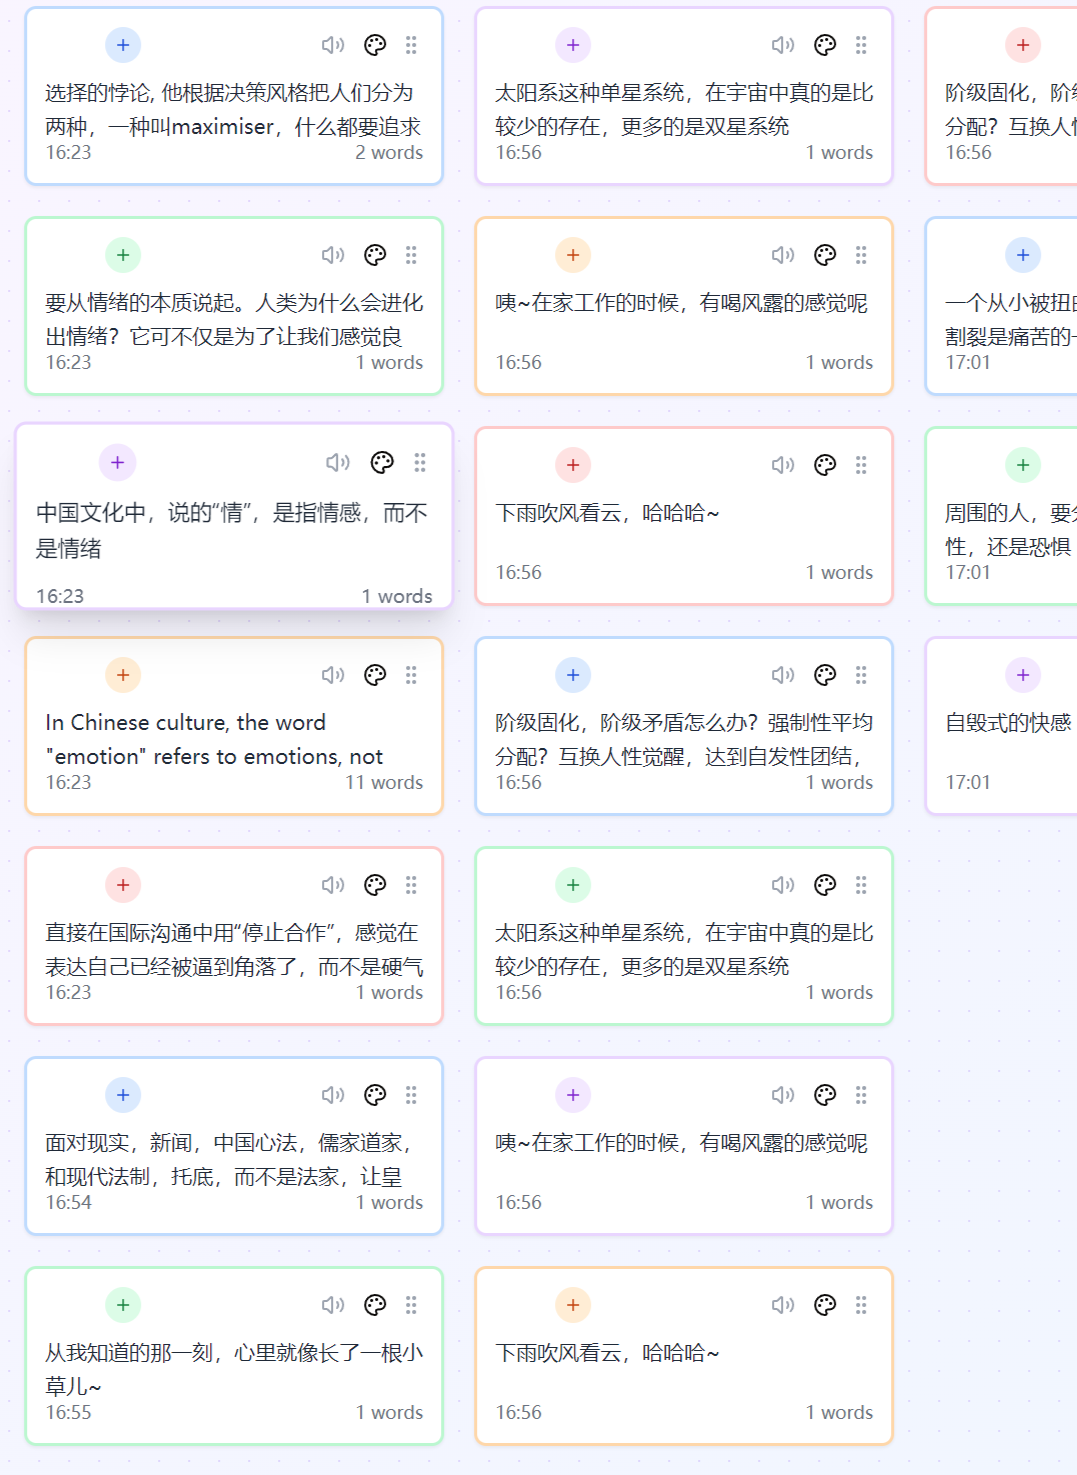 选择的悖论, 他根据决策风格把人们分为
两种，一种叫maximiser，什么都要追求
16:23
2 words
要从情绪的本质说起。人类为什么会进化
出情绪？它可不仅是为了让我们感觉良
16:23
1 words
中国文化中，说的“情”，是指情感，而不
是情绪
16:23
1 words
In Chinese culture, the word
"emotion" refers to emotions, not
16:23
11 words
直接在国际沟通中用“停止合作”，感觉在
表达自己已经被逼到角落了，而不是硬气
16:23
1 words
面对现实，新闻，中国心法，儒家道家，
和现代法制，托底，而不是法家，让皇
16:54
1 words
从我知道的那一刻，心里就像长了一根小
草儿~
16:55
1 words
太阳系这种单星系统，在宇宙中真的是比
较少的存在，更多的是双星系统
16:56
1 words
咦~在家工作的时候，有喝风露的感觉呢
16:56
1 words
下雨吹风看云，哈哈哈~
16:56
1 words
阶级固化，阶级矛盾怎么办？强制性平均
分配？互换人性觉醒，达到自发性团结，
16:56
1 words
太阳系这种单星系统，在宇宙中真的是比
较少的存在，更多的是双星系统
16:56
1 words
咦~在家工作的时候，有喝风露的感觉呢
16:56
1 words
下雨吹风看云，哈哈哈~
16:56
1 words
阶级固化，阶
分配？互换人
16:56
一个从小被扭
割裂是痛苦的
17:01
周围的人，要
性，还是恐惧
17:01
自毁式的快感
17:01